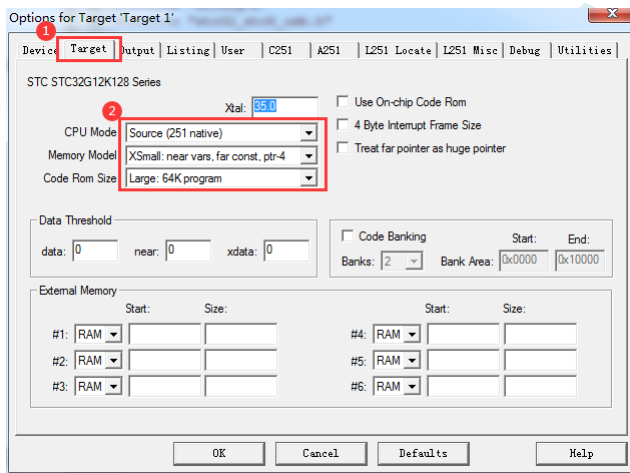 Options for Target 'Target 1'
1
Device Target Output Listing User C251 A251 L251 Locate L251 Misc Debug Utilities
STC STC32G12K128 Series
Xtal: 35.0
Use On-chip Code Rom
2
4 Byte Interrupt Frame Size
CPU Mode Source (251 native)
Treat far pointer as huge pointer
Memory Model XSmall: near vars, far const, ptr-4
Code Rom Size Large: 64K program
Data Threshold
data: 0 near: 0 xdata: 0
Code Banking Start: End:
Banks: 2 Bank Area: 0x0000 0x10000
External Memory
Start: Size: Start: Size:
#1: RAM #4: RAM
#2: RAM #5: RAM
#3: RAM #6: RAM
OK Cancel Defaults Help